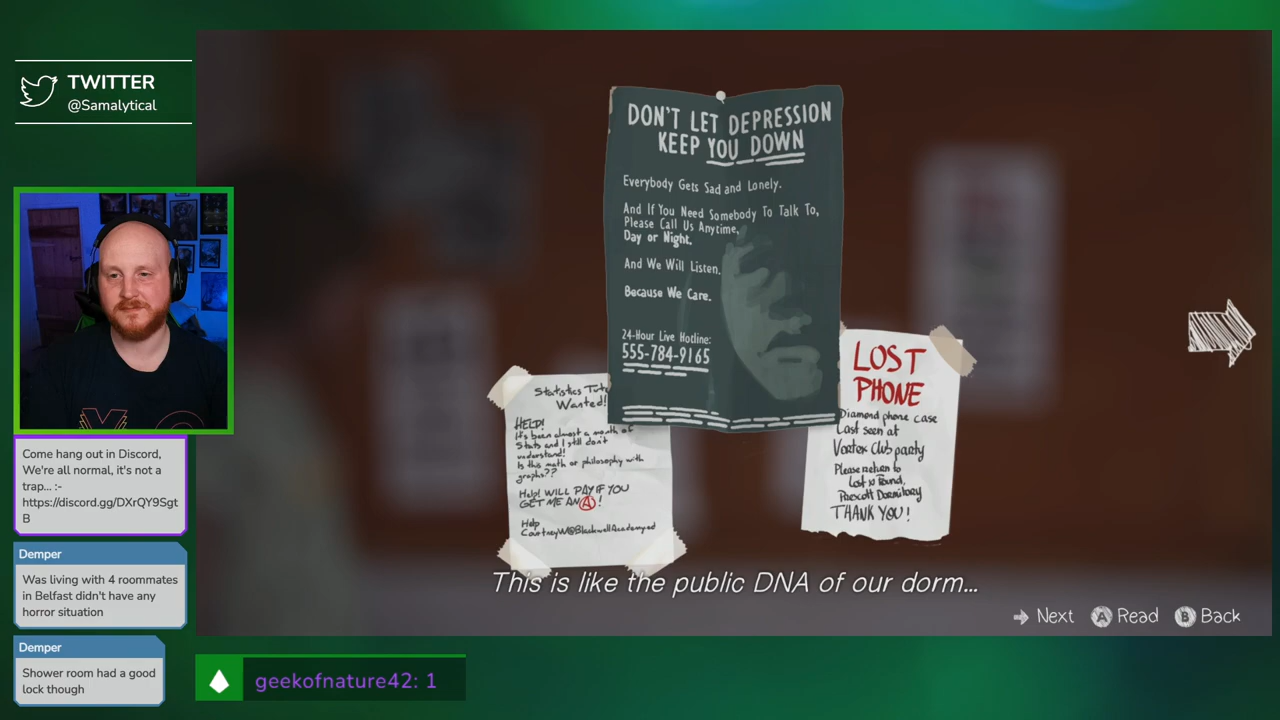 TWITTER
@Samalytical
Come hang out in Discord,
We're all normal, it's not a
trap... :-
https://discord.gg/DXrQY9Sgt
B
Demper
Was living with 4 roommates
in Belfast didn't have any
horror situation
Demper
Shower room had a good
lock though
geekofnature42: 1
DON'T LET DEPRESSION
KEEP YOU DOWN
Everybody Gets Sad and Lonely.
And If You Need Somebody To Talk To,
Please Call Us Anytime,
Day or Night.
And We Will Listen.
Because We Care.
24-Hour Live Hotline:
555-784-9165
Statistics Tut
Wanted!
HELP!
It's been almost a month of
Stats and I still don't
understand!
Is this math or philosophy with
graphs??
Help! WILL PAY IF YOU
GET ME AN A!
Help
CourtneyW@BlackwellAcademy.ed
LOST
PHONE
Diamond phone case
Last seen at
Vortex Club party
Please return to
Lost n Found,
Prescott Dormitory
THANK YOU!
This is like the public DNA of our dorm...
Next
A Read
B Back